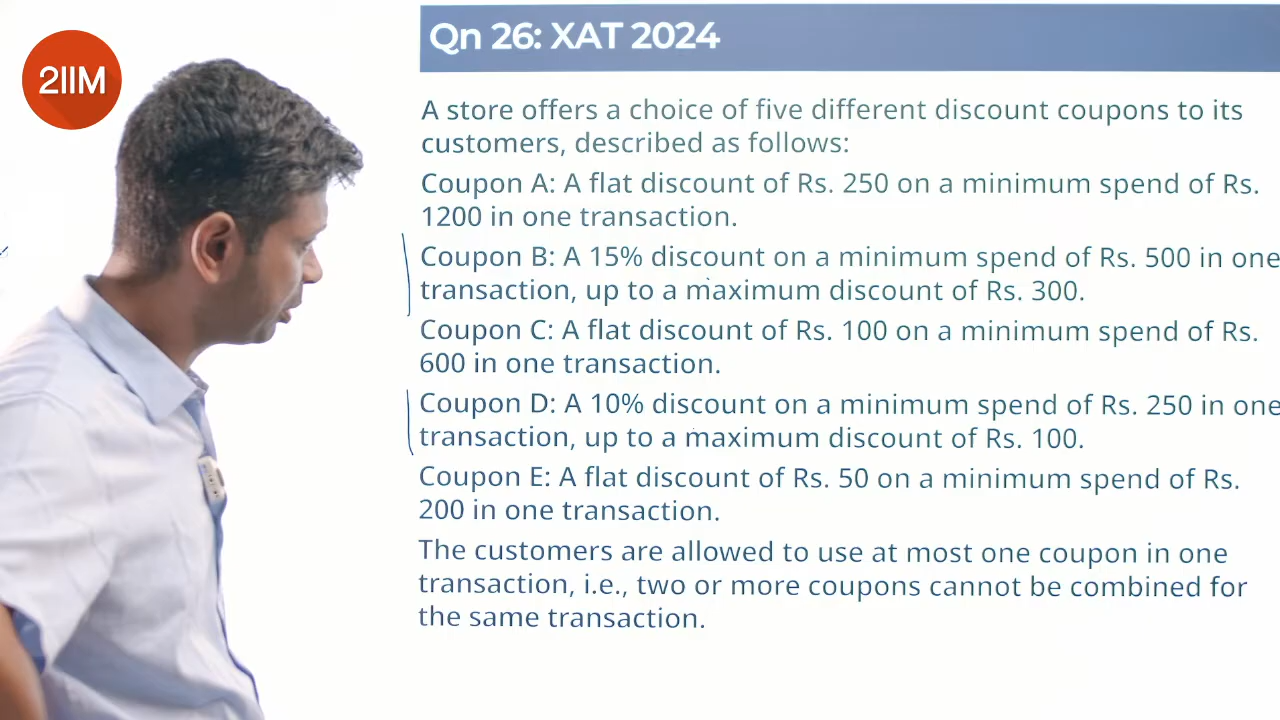 2IIM
Qn 26: XAT 2024
A store offers a choice of five different discount coupons to its
customers, described as follows:
Coupon A: A flat discount of Rs. 250 on a minimum spend of Rs.
1200 in one transaction.
Coupon B: A 15% discount on a minimum spend of Rs. 500 in one
transaction, up to a maximum discount of Rs. 300.
Coupon C: A flat discount of Rs. 100 on a minimum spend of Rs.
600 in one transaction.
Coupon D: A 10% discount on a minimum spend of Rs. 250 in one
transaction, up to a maximum discount of Rs. 100.
Coupon E: A flat discount of Rs. 50 on a minimum spend of Rs.
200 in one transaction.
The customers are allowed to use at most one coupon in one
transaction, i.e., two or more coupons cannot be combined for
the same transaction.